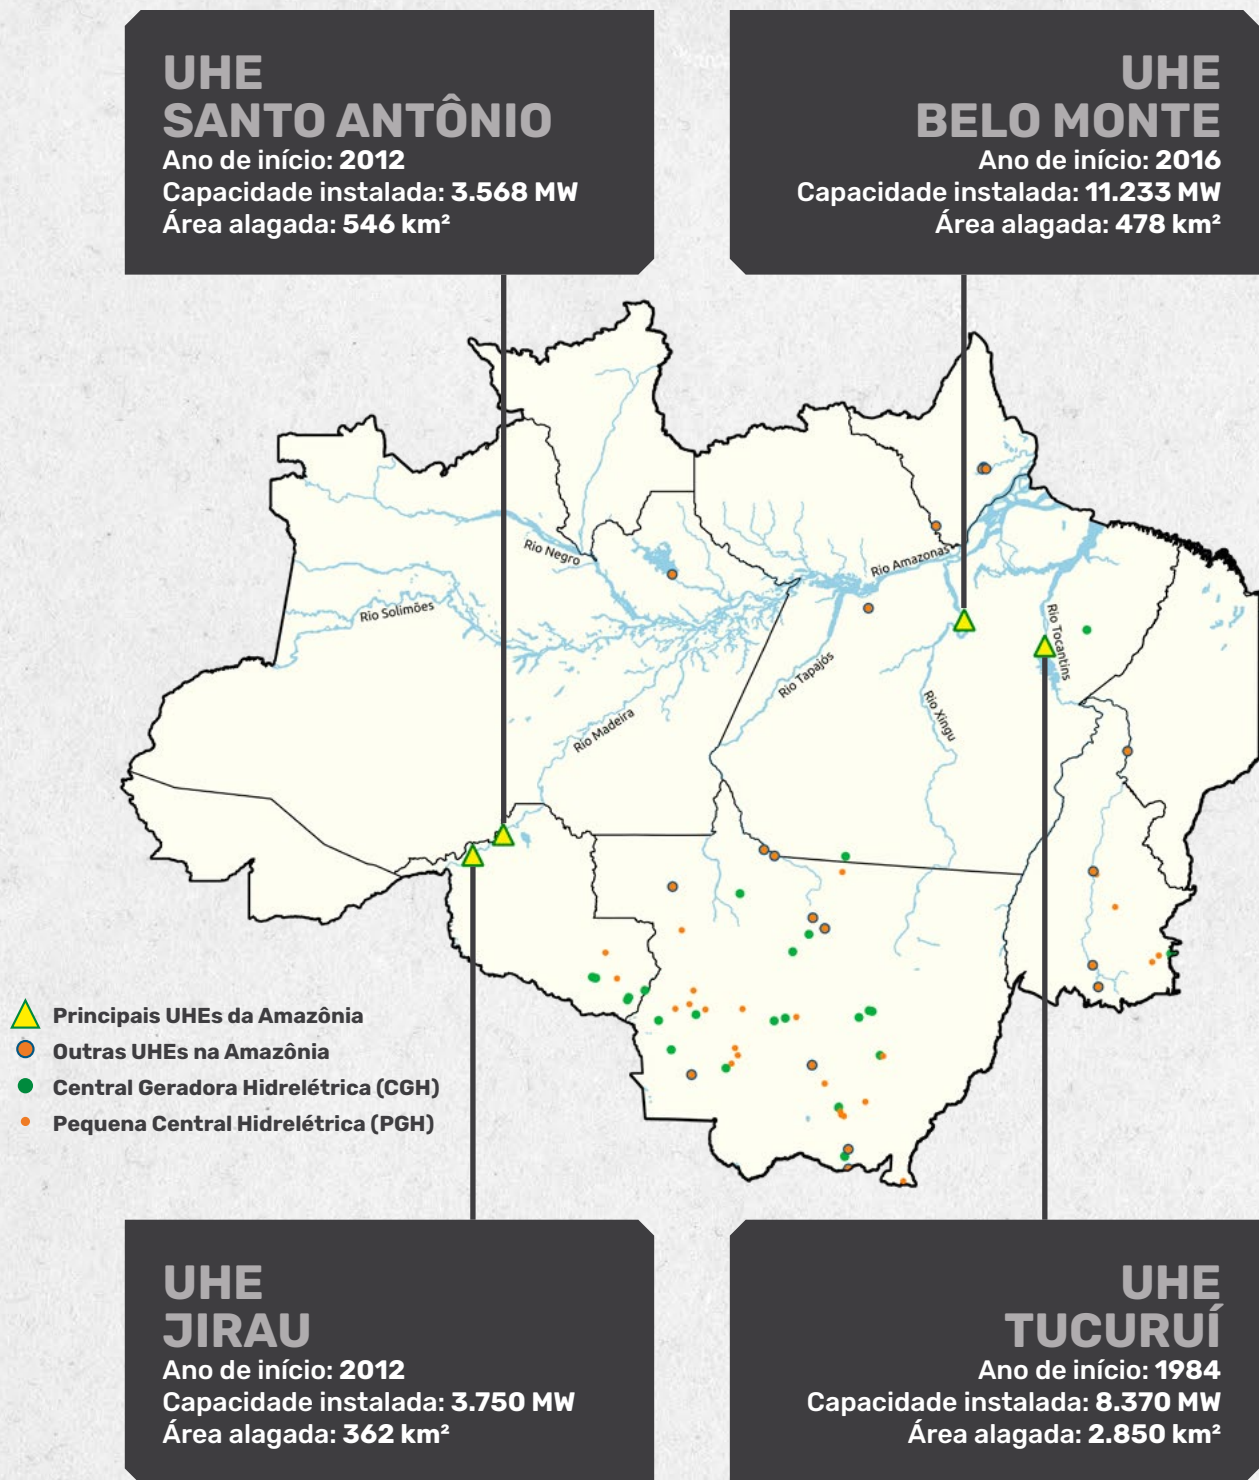 UHE
SANTO ANTÔNIO
Ano de início: 2012
Capacidade instalada: 3.568 MW
Área alagada: 546 km²
UHE
BELO MONTE
Ano de início: 2016
Capacidade instalada: 11.233 MW
Área alagada: 478 km²
Rio Negro
Rio Amazonas
Rio Solimões
Rio Tocantins
Rio Tapajós
Rio Xingu
Rio Madeira
Principais UHEs da Amazônia
Outras UHEs na Amazônia
Central Geradora Hidrelétrica (CGH)
Pequena Central Hidrelétrica (PGH)
UHE
JIRAU
Ano de início: 2012
Capacidade instalada: 3.750 MW
Área alagada: 362 km²
UHE
TUCURUÍ
Ano de início: 1984
Capacidade instalada: 8.370 MW
Área alagada: 2.850 km²